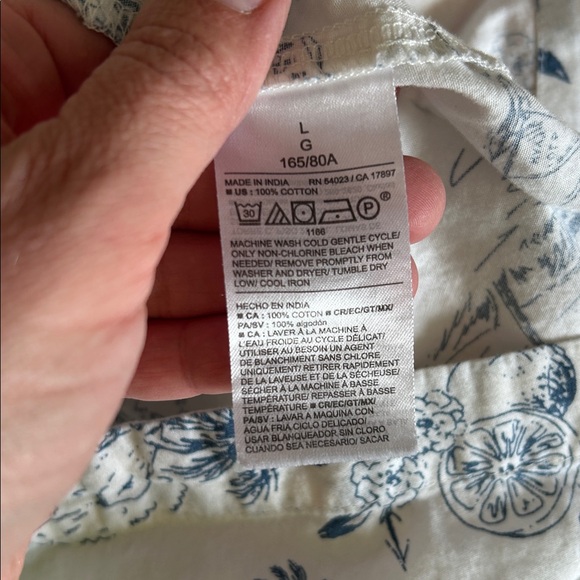 L
G
165/80A
MADE IN INDIA RN 54023 / CA 17897
■ US : 100% COTTON
30 P ®
1186
MACHINE WASH COLD GENTLE CYCLE/
ONLY NON-CHLORINE BLEACH WHEN
NEEDED/ REMOVE PROMPTLY FROM
WASHER AND DRYER/ TUMBLE DRY
LOW/ COOL IRON
HECHO EN INDIA
■ CA : 100% COTON ■ CR/EC/GT/MX/
PA/SV : 100% algodón
■ CA : LAVER À LA MACHINE À
L'EAU FROIDE AU CYCLE DÉLICAT/
UTILISER AU BESOIN UN AGENT
DE BLANCHISSAGE SANS CHLORE
UNIQUEMENT/ RETIRER RAPIDEMENT
DE LA LAVEUSE ET DE LA SÉCHEUSE/
SÉCHER À LA MACHINE À BASSE
TEMPÉRATURE/ REPASSER À BASSE
TEMPÉRATURE ■ CR/EC/GT/MX/
PA/SV : LAVAR A MAQUINA CON
AGUA FRIA CICLO DELICADO/
USAR BLANQUEADOR SIN CLORO
CUANDO SEA NECESARIO/ SACAR